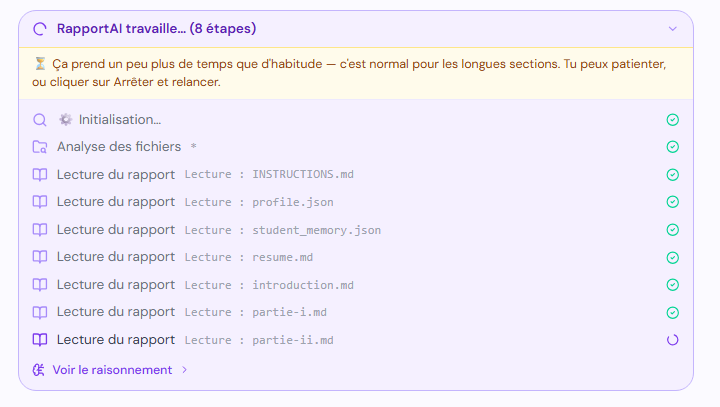 RapportAI travaille... (8 étapes)
⏳ Ça prend un peu plus de temps que d'habitude — c'est normal pour les longues sections. Tu peux patienter,
ou cliquer sur Arrêter et relancer.
⚙️ Initialisation...
Analyse des fichiers *
Lecture du rapport Lecture : INSTRUCTIONS.md
Lecture du rapport Lecture : profile.json
Lecture du rapport Lecture : student_memory.json
Lecture du rapport Lecture : resume.md
Lecture du rapport Lecture : introduction.md
Lecture du rapport Lecture : partie-i.md
Lecture du rapport Lecture : partie-ii.md
Voir le raisonnement